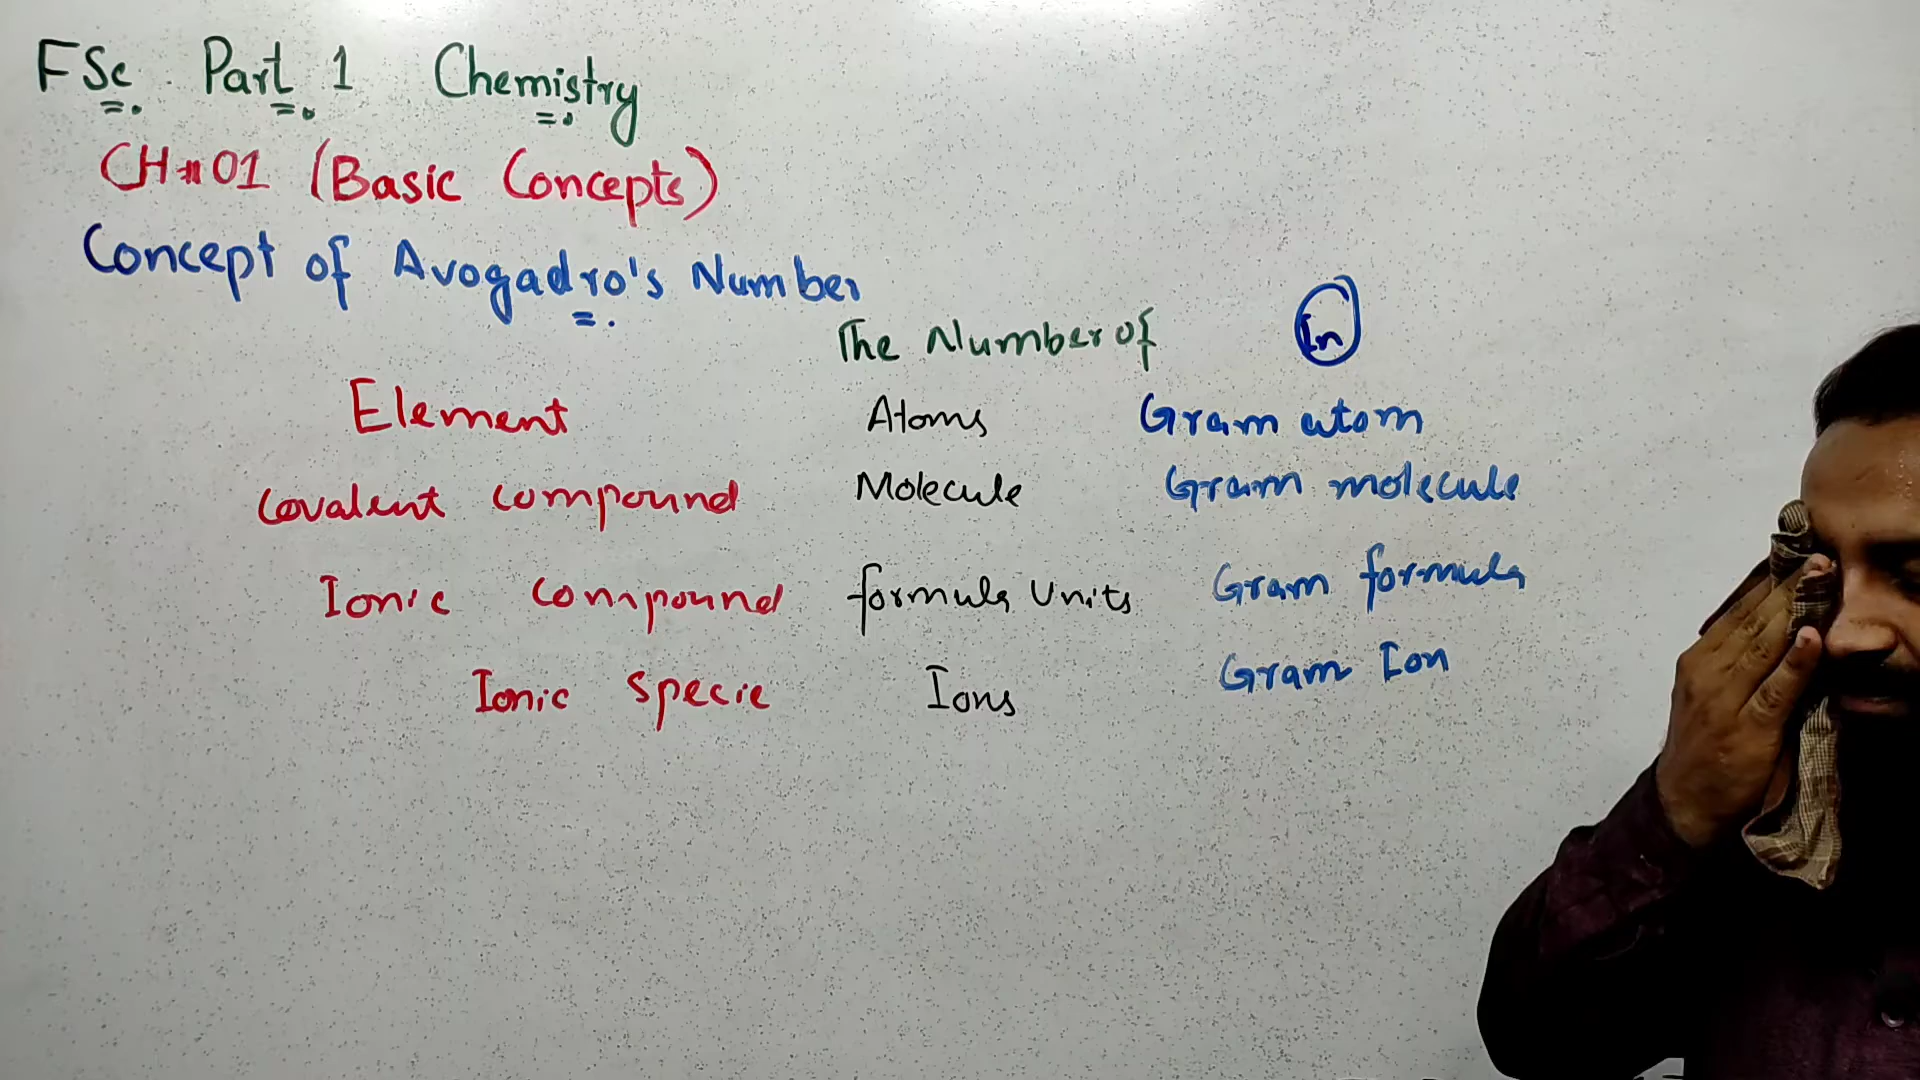 FSc Part 1 Chemistry
CH#01 (Basic Concepts)
Concept of Avogadro's Number
The Number of In
Element Atoms Gram atom
Covalent compound Molecule Gram molecule
Ionic compound formula Units Gram formula
Ionic specie Ions Gram Ion